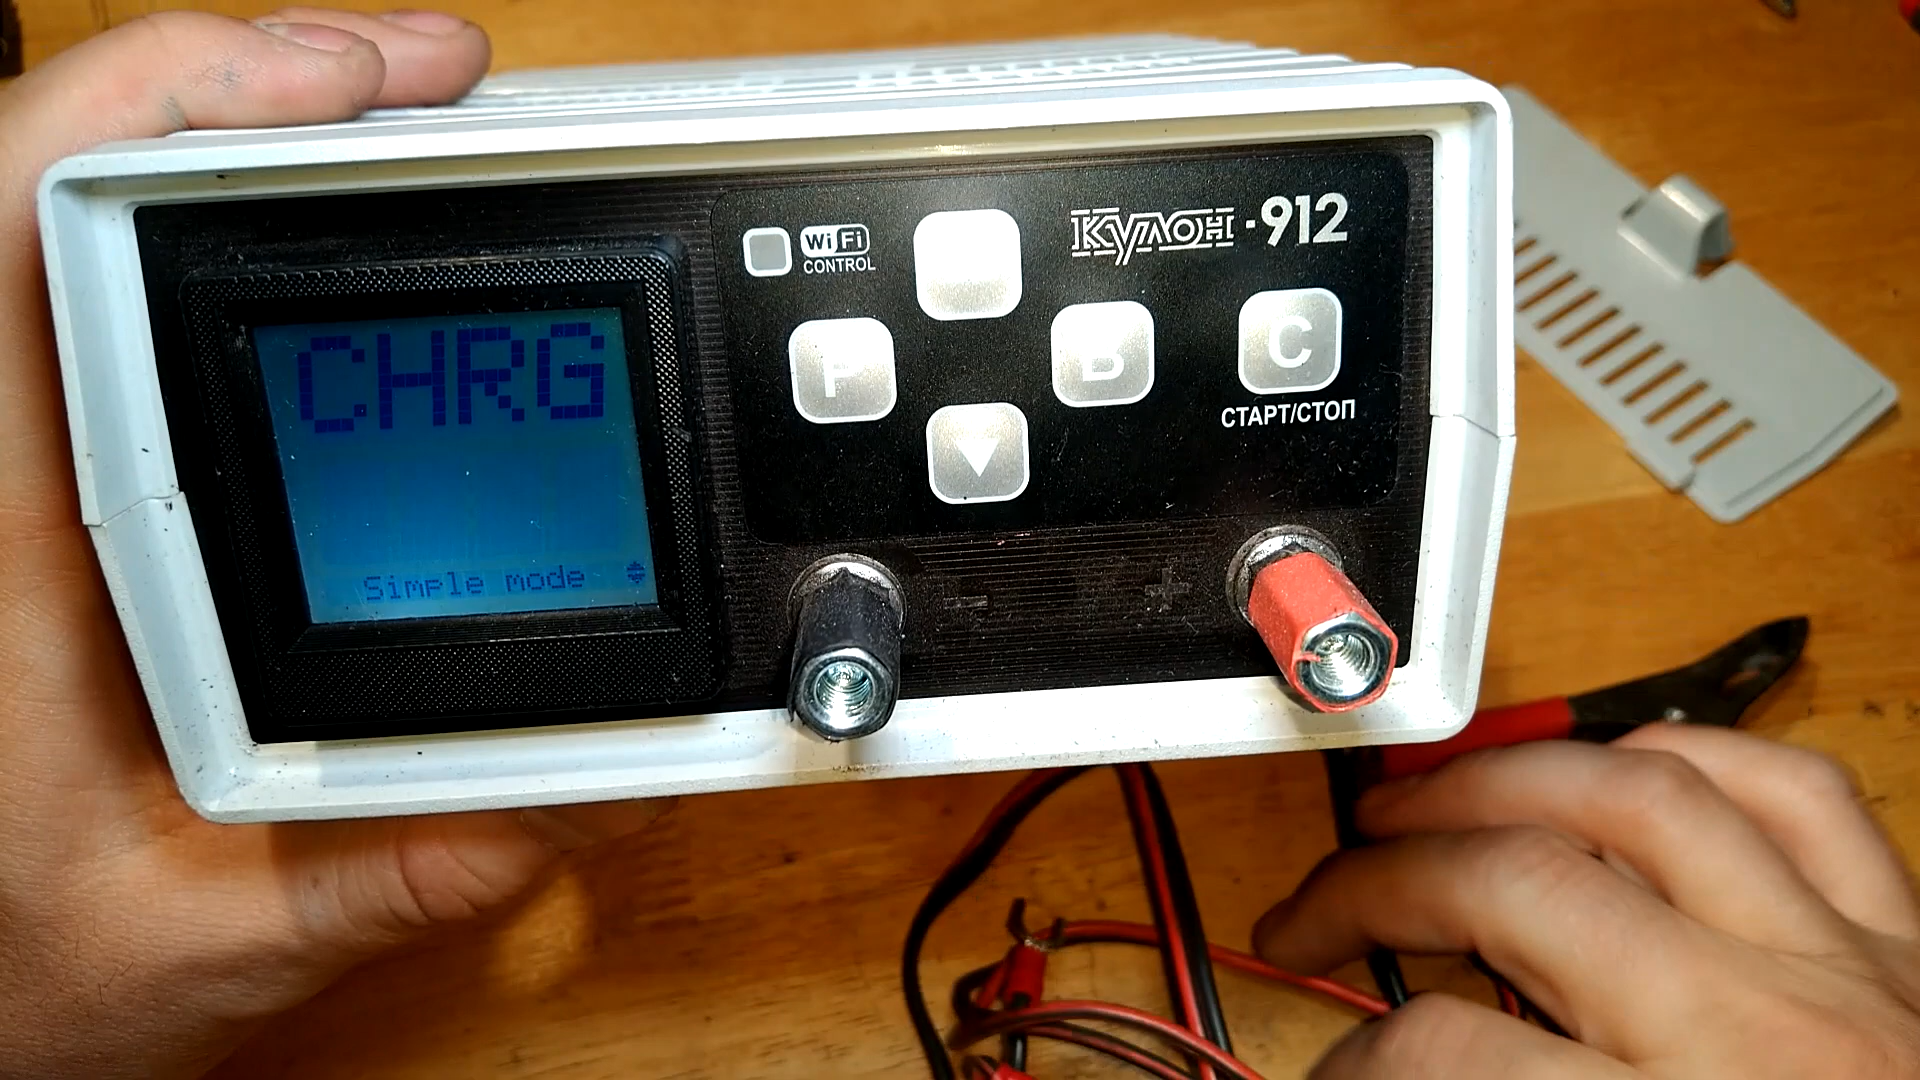 CHRG
Simple mode
WiFi
CONTROL
КУЛОН-912
В
С
СТАРТ/СТОП
-
+